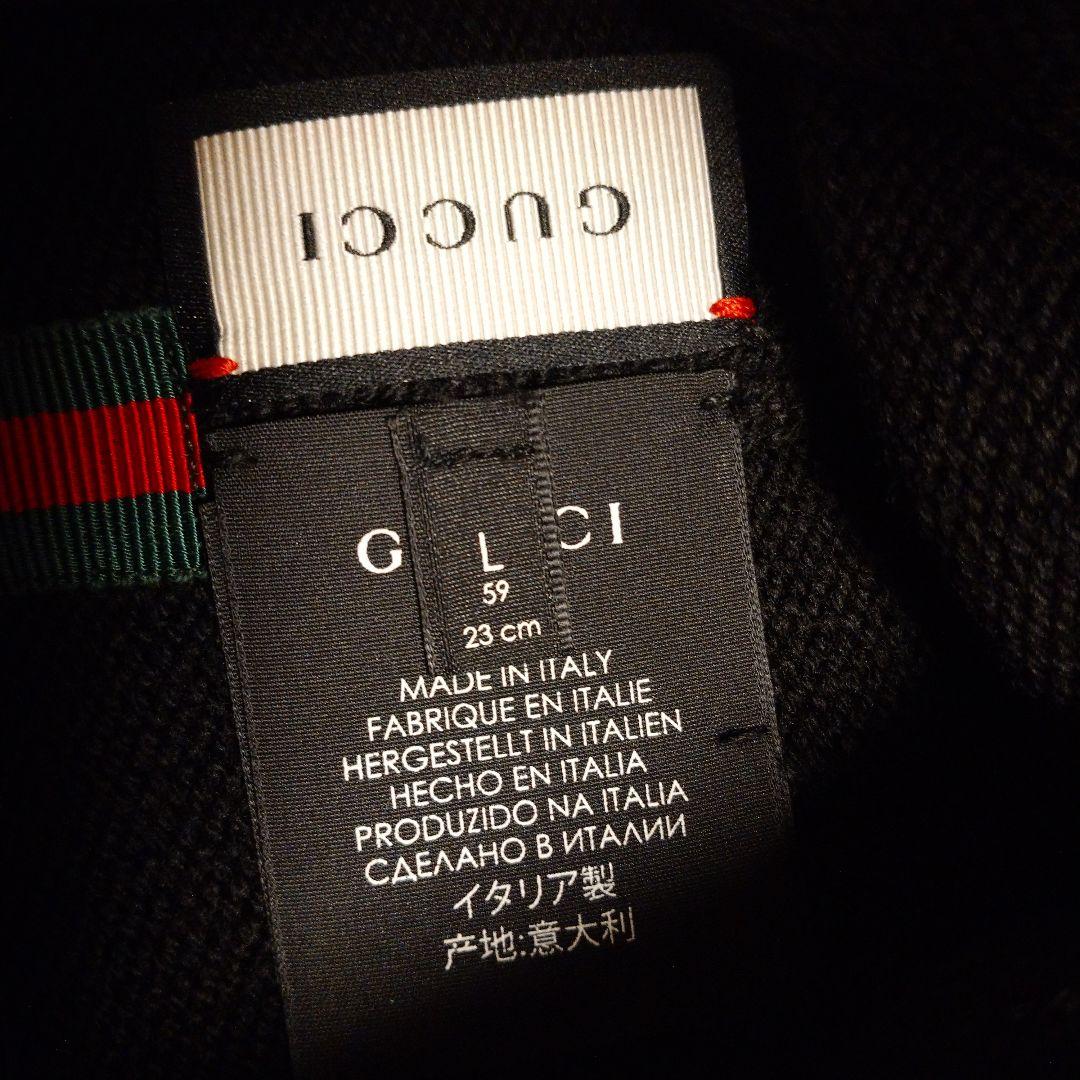 GUCCI
G CCI
L
59
23 cm
MADE IN ITALY
FABRIQUE EN ITALIE
HERGESTELLT IN ITALIEN
HECHO EN ITALIA
PRODUZIDO NA ITALIA
СДЕЛАНО В ИТАЛИИ
イタリア製
产地:意大利